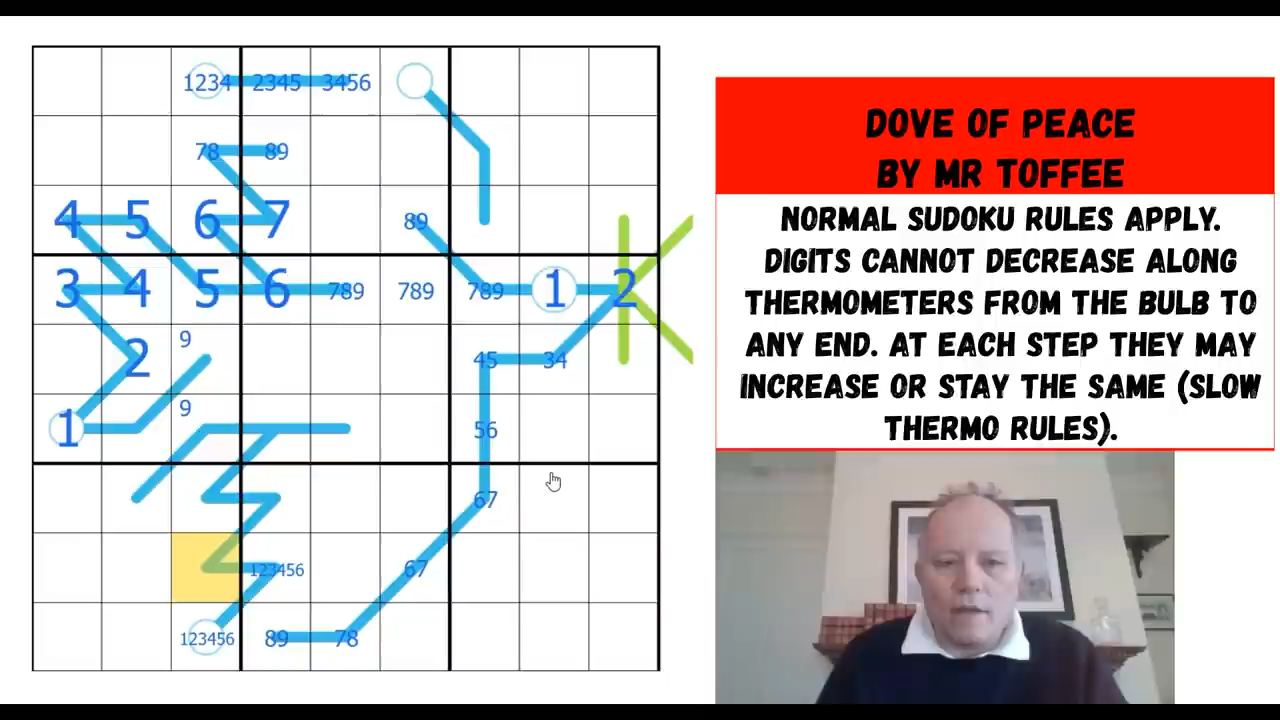 1234 2345 3456
78 89
4 5 6 7 89
3 4 5 6 789 789 789 1 2
2 9 45 34
1 9 56
67
123456 67
123456 89 78
DOVE OF PEACE
BY MR TOFFEE
NORMAL SUDOKU RULES APPLY.
DIGITS CANNOT DECREASE ALONG
THERMOMETERS FROM THE BULB TO
ANY END. AT EACH STEP THEY MAY
INCREASE OR STAY THE SAME (SLOW
THERMO RULES).